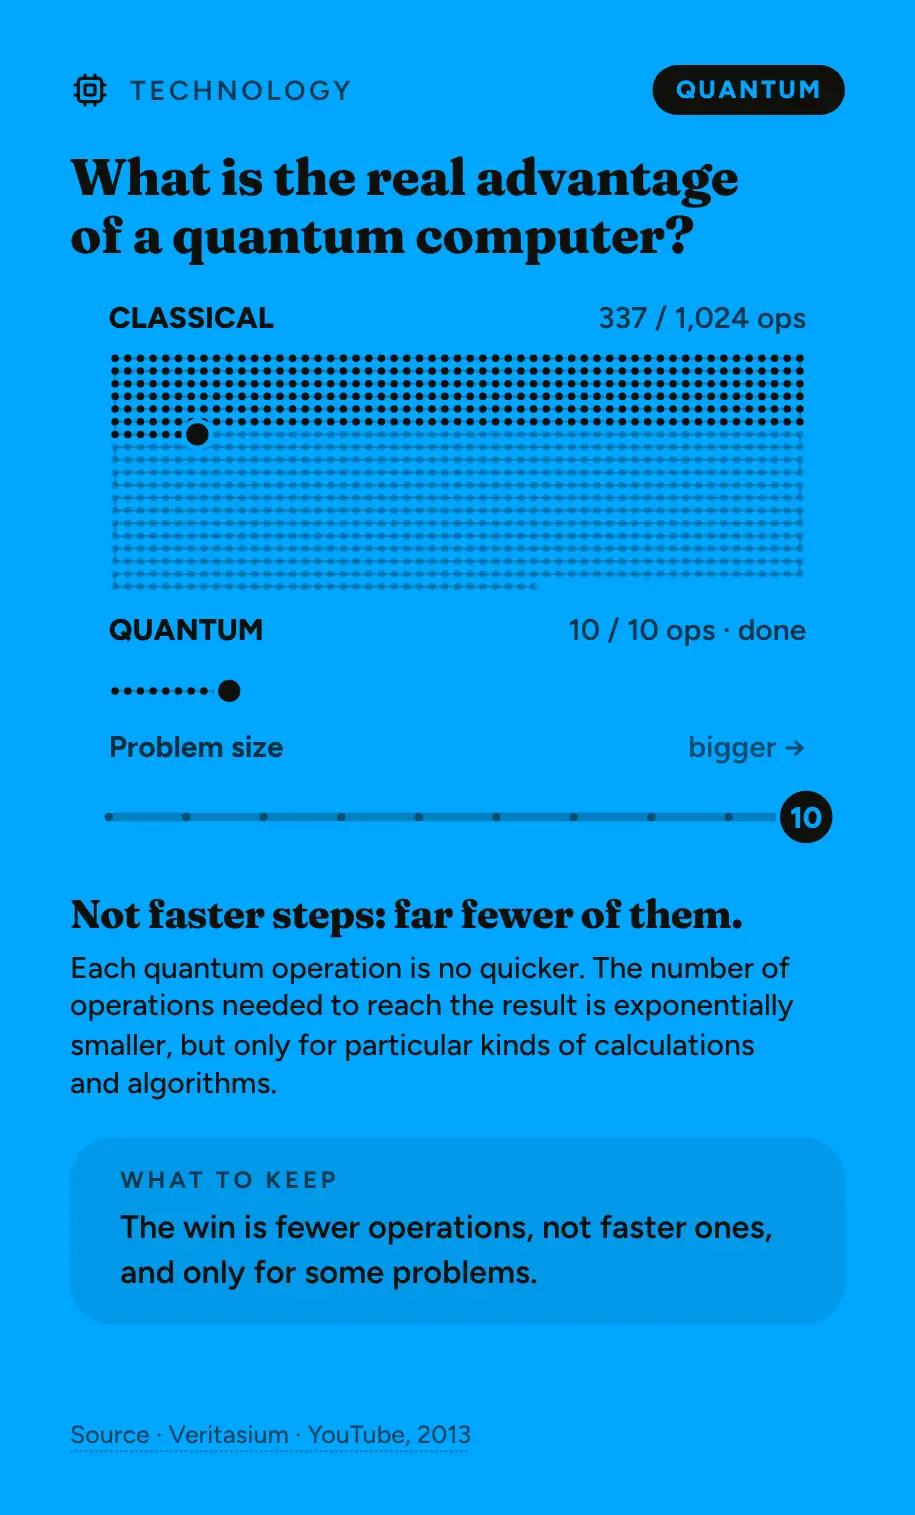 TECHNOLOGY
QUANTUM
What is the real advantage
of a quantum computer?
CLASSICAL
337 / 1,024 ops
QUANTUM
10 / 10 ops · done
Problem size
bigger →
10
Not faster steps: far fewer of them.
Each quantum operation is no quicker. The number of
operations needed to reach the result is exponentially
smaller, but only for particular kinds of calculations
and algorithms.
WHAT TO KEEP
The win is fewer operations, not faster ones,
and only for some problems.
Source · Veritasium · YouTube, 2013